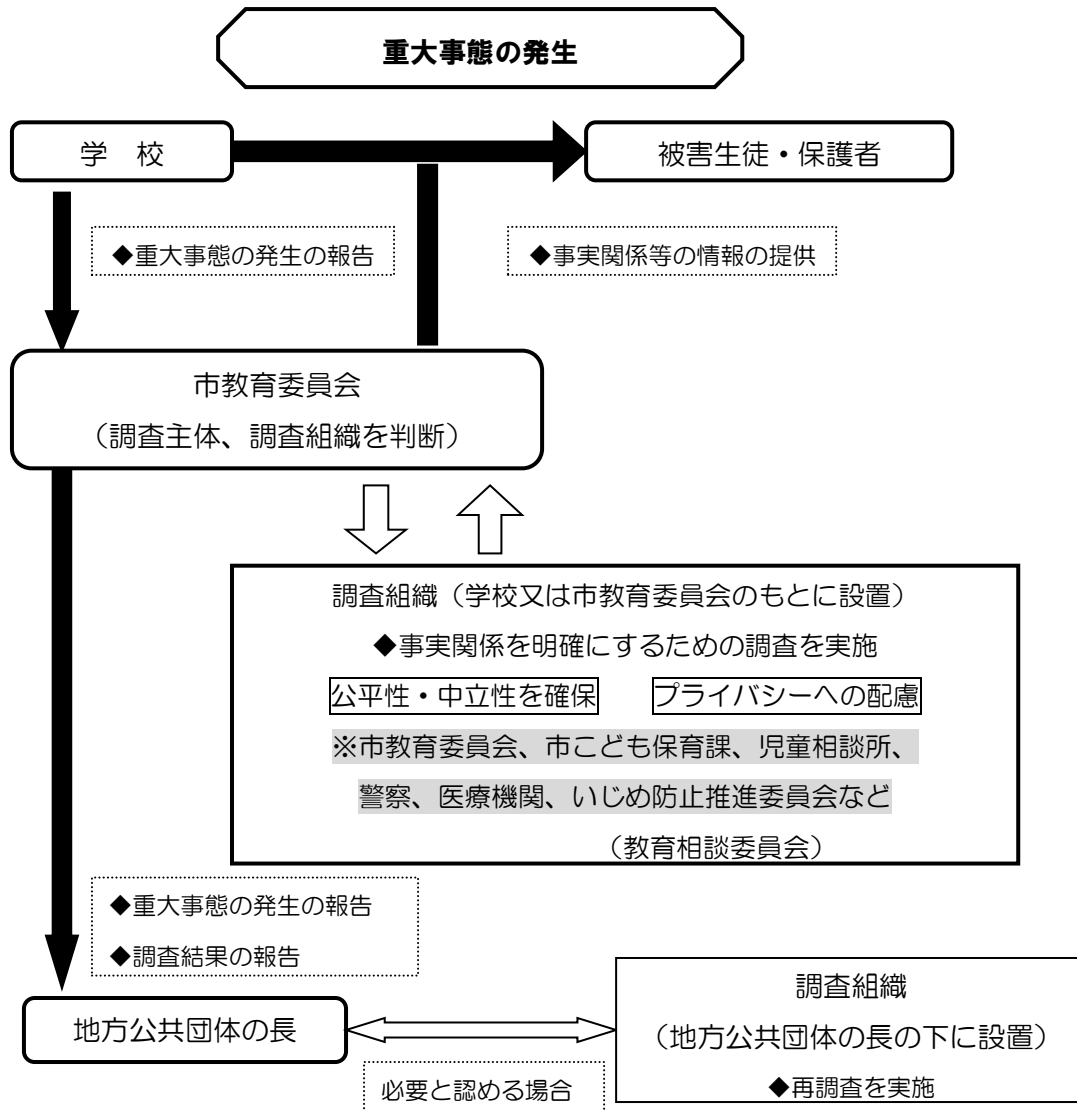 重大事態の発生
学 校
被害生徒・保護者
◆重大事態の発生の報告
◆事実関係等の情報の提供
市教育委員会
（調査主体、調査組織を判断）
調査組織（学校又は市教育委員会のもとに設置）
◆事実関係を明確にするための調査を実施
公平性・中立性を確保
プライバシーへの配慮
※市教育委員会、市こども保育課、児童相談所、
警察、医療機関、いじめ防止推進委員会など
（教育相談委員会）
◆重大事態の発生の報告
◆調査結果の報告
地方公共団体の長
必要と認める場合
調査組織
（地方公共団体の長の下に設置）
◆再調査を実施